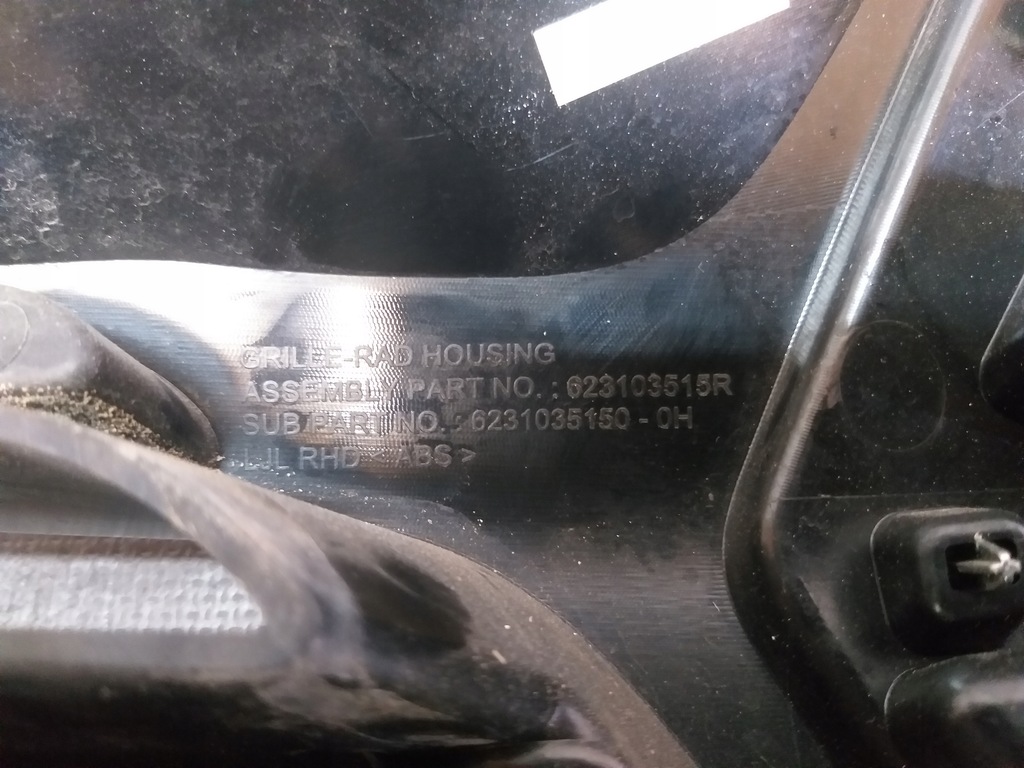 GRILLE-RAD HOUSING
ASSEMBLY PART NO. : 623103515R
SUB PART NO. : 6231035150 - 0H
LJL RHD < ABS >